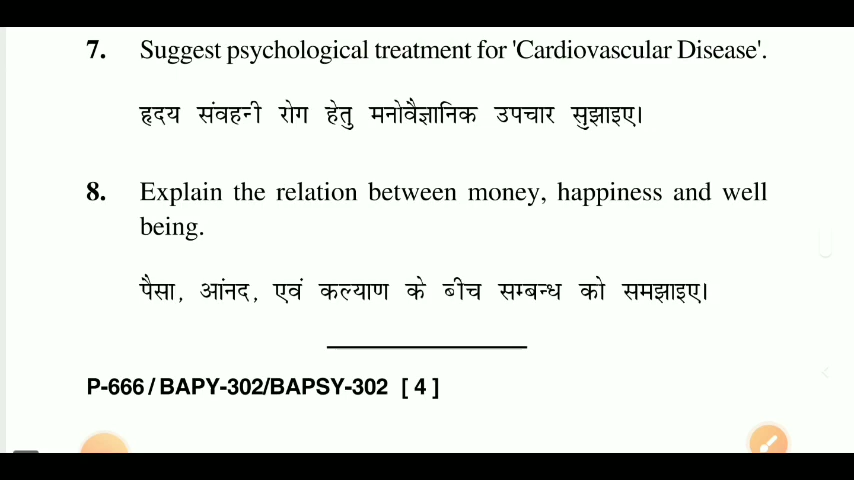 7. Suggest psychological treatment for 'Cardiovascular Disease'.
हृदय संवहनी रोग हेतु मनोवैज्ञानिक उपचार सुझाइए।
8. Explain the relation between money, happiness and well
being.
पैसा, आंनद, एवं कल्याण के बीच सम्बन्ध को समझाइए।
P-666 / BAPY-302/BAPSY-302 [ 4 ]